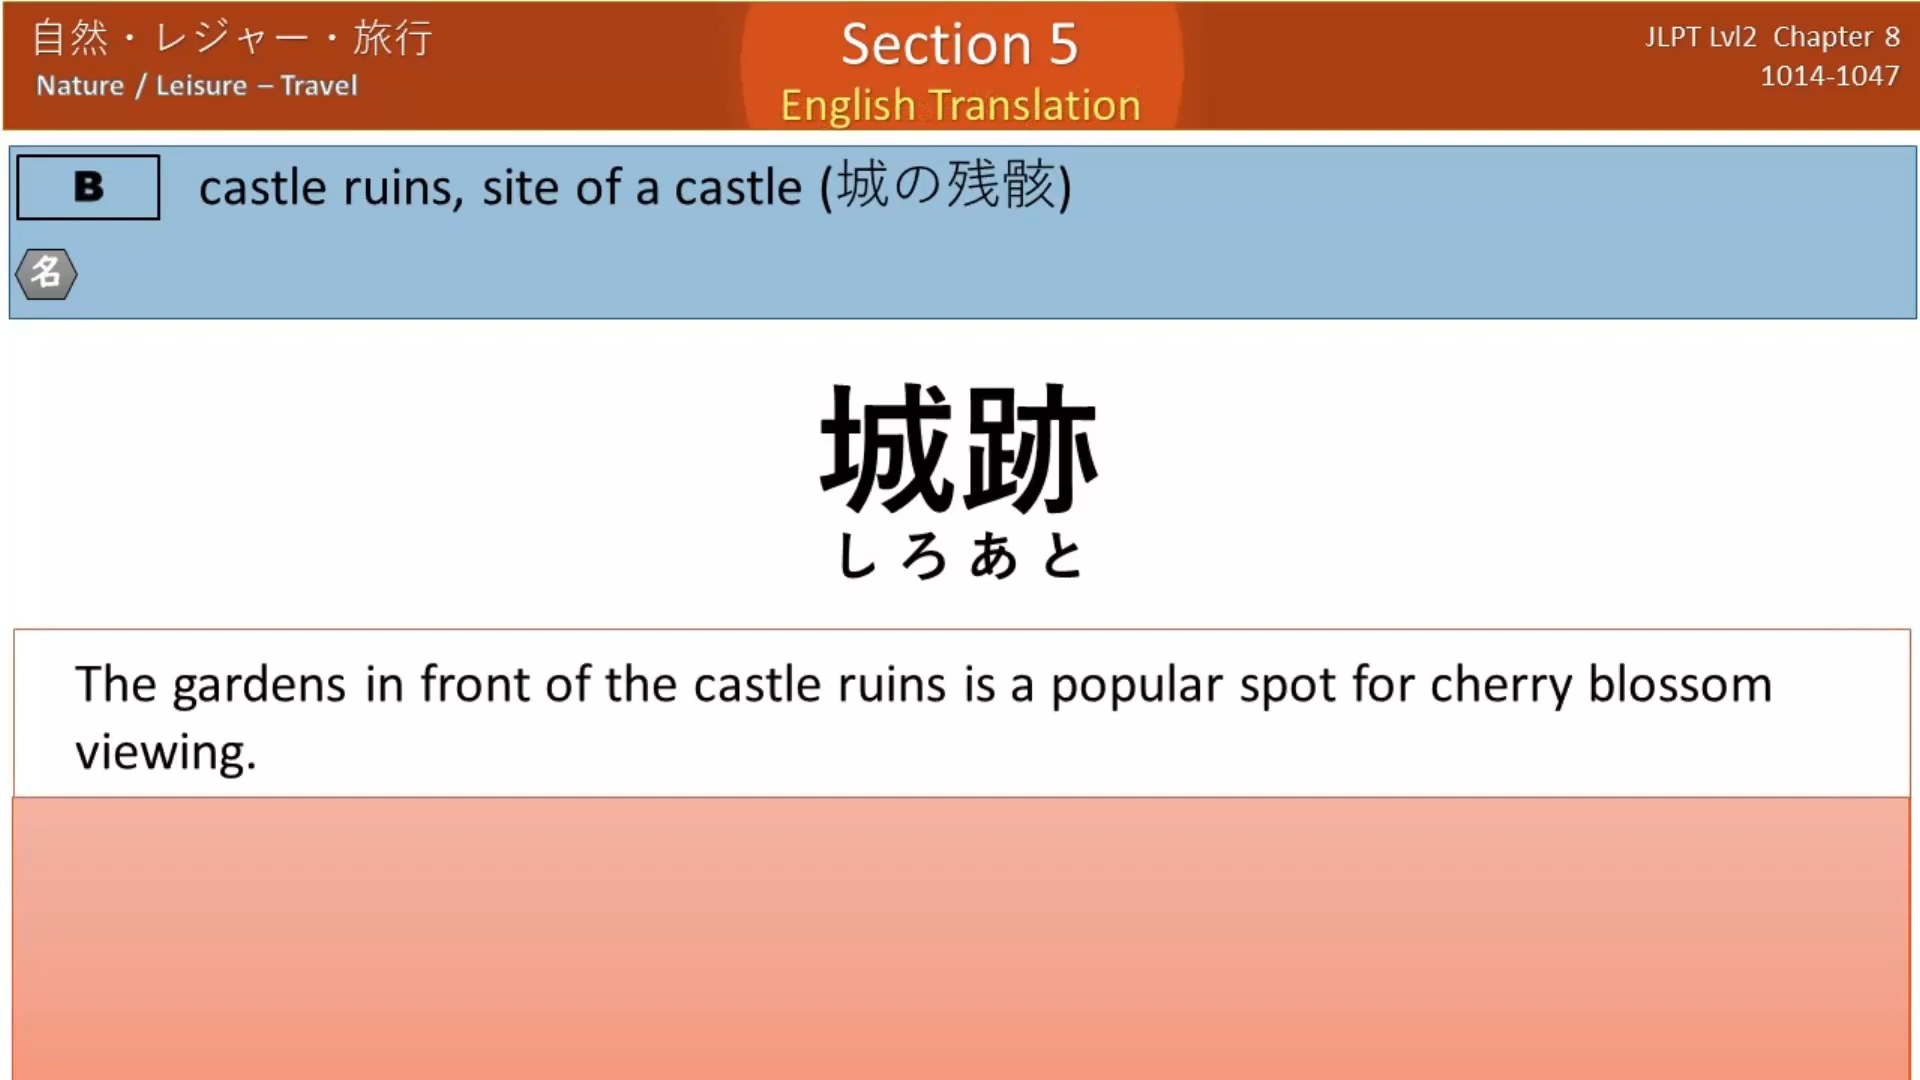 自然・レジャー・旅行
Nature / Leisure – Travel
Section 5
English Translation
JLPT Lvl2 Chapter 8
1014-1047
B
castle ruins, site of a castle (城の残骸)
名
城跡
しろあと
The gardens in front of the castle ruins is a popular spot for cherry blossom
viewing.